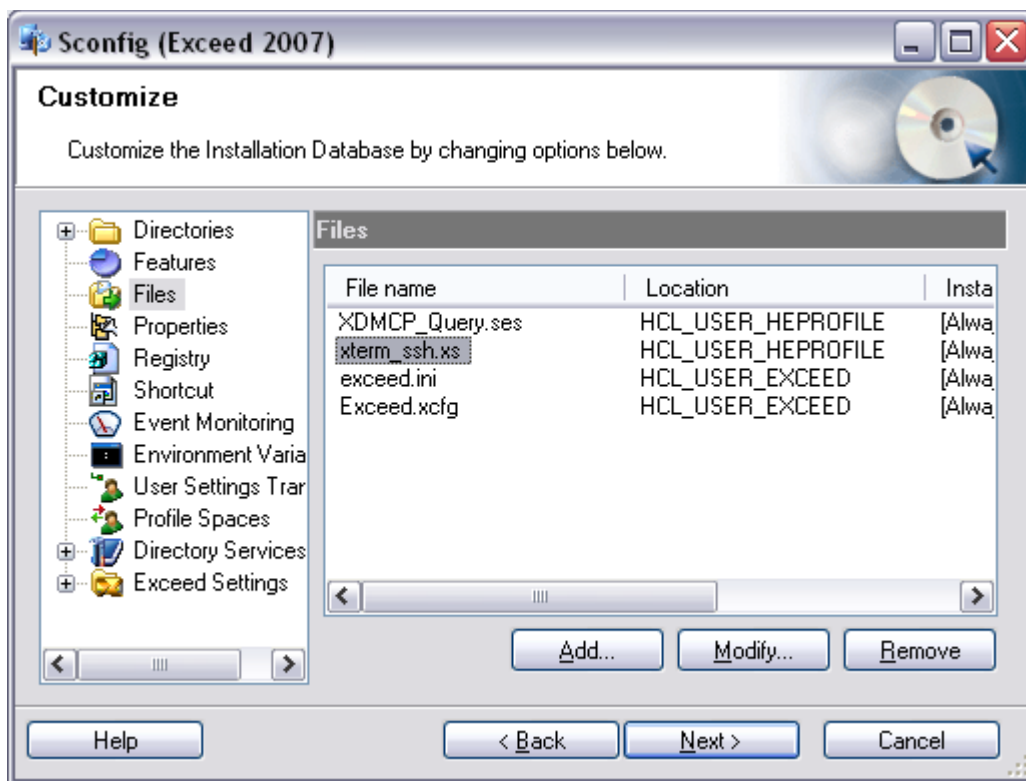 Sconfig (Exceed 2007)
Customize
Customize the Installation Database by changing options below.
Directories
Features
Files
Properties
Registry
Shortcut
Event Monitoring
Environment Varia
User Settings Tran
Profile Spaces
Directory Services
Exceed Settings
Files
File name Location Insta
XDMCP_Query.ses HCL_USER_HEPROFILE [Alwa
xterm_ssh.xs HCL_USER_HEPROFILE [Alwa
exceed.ini HCL_USER_EXCEED [Alwa
Exceed.xcfg HCL_USER_EXCEED [Alwa
Add... Modify... Remove
Help < Back Next > Cancel